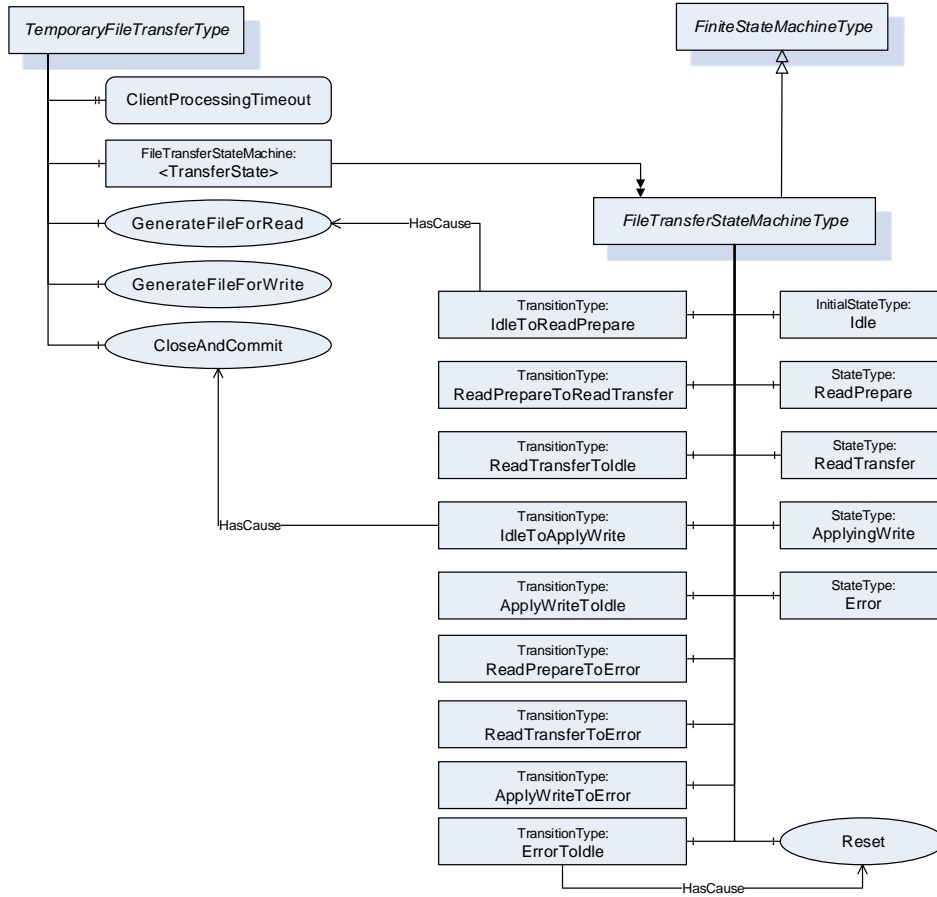 TemporaryFileTransferType
FiniteStateMachineType
ClientProcessingTimeout
FileTransferStateMachine:
<TransferState>
GenerateFileForRead
HasCause
FileTransferStateMachineType
GenerateFileForWrite
CloseAndCommit
TransitionType:
IdleToReadPrepare
InitialStateType:
Idle
TransitionType:
ReadPrepareToReadTransfer
StateType:
ReadPrepare
TransitionType:
ReadTransferToIdle
StateType:
ReadTransfer
HasCause
TransitionType:
IdleToApplyWrite
StateType:
ApplyingWrite
TransitionType:
ApplyWriteToIdle
StateType:
Error
TransitionType:
ReadPrepareToError
TransitionType:
ReadTransferToError
TransitionType:
ApplyWriteToError
TransitionType:
ErrorToIdle
Reset
HasCause